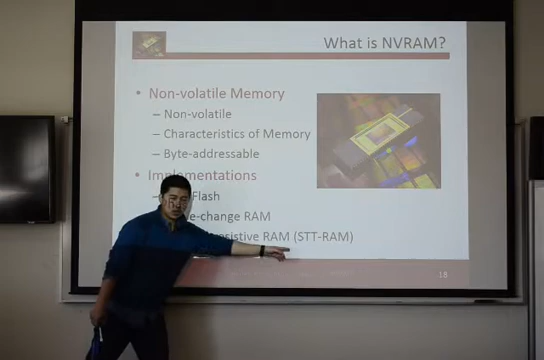 What is NVRAM?
• Non-volatile Memory
– Non-volatile
– Characteristics of Memory
– Byte-addressable
• Implementations
Flash
-change RAM
RAM (STT-RAM)
18